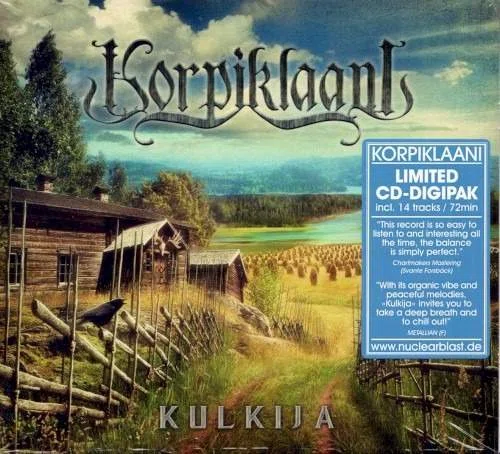 Korpiklaani
KORPIKLAANI
LIMITED
CD-DIGIPAK
incl. 14 tracks / 72min
"This record is so easy to
listen to and interesting all
the time, the balance
is simply perfect."
Chartmakers Mastering
(Svante Forsbäck)
"With its organic vibe and
peaceful melodies,
»Kulkija« invites you to
take a deep breath and
to chill out!"
METALLIAN (F)
www.nuclearblast.de
KULKIJA